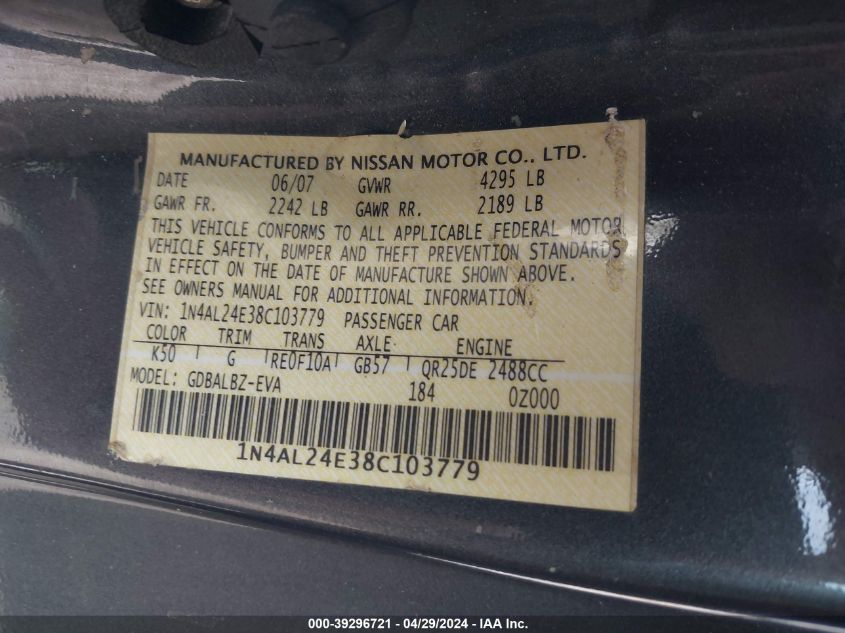 MANUFACTURED BY NISSAN MOTOR CO., LTD.
DATE 06/07 GVWR 4295 LB
GAWR FR. 2242 LB GAWR RR. 2189 LB
THIS VEHICLE CONFORMS TO ALL APPLICABLE FEDERAL MOTOR
VEHICLE SAFETY, BUMPER AND THEFT PREVENTION STANDARDS
IN EFFECT ON THE DATE OF MANUFACTURE SHOWN ABOVE.
SEE OWNERS MANUAL FOR ADDITIONAL INFORMATION.
VIN: 1N4AL24E38C103779 PASSENGER CAR
COLOR TRIM TRANS AXLE ENGINE
K50 G RE0F10A GB57 QR25DE 2488CC
MODEL: GDBALBZ-EVA 184 0Z000
1N4AL24E38C103779
000-39296721 - 04/29/2024 - IAA Inc.